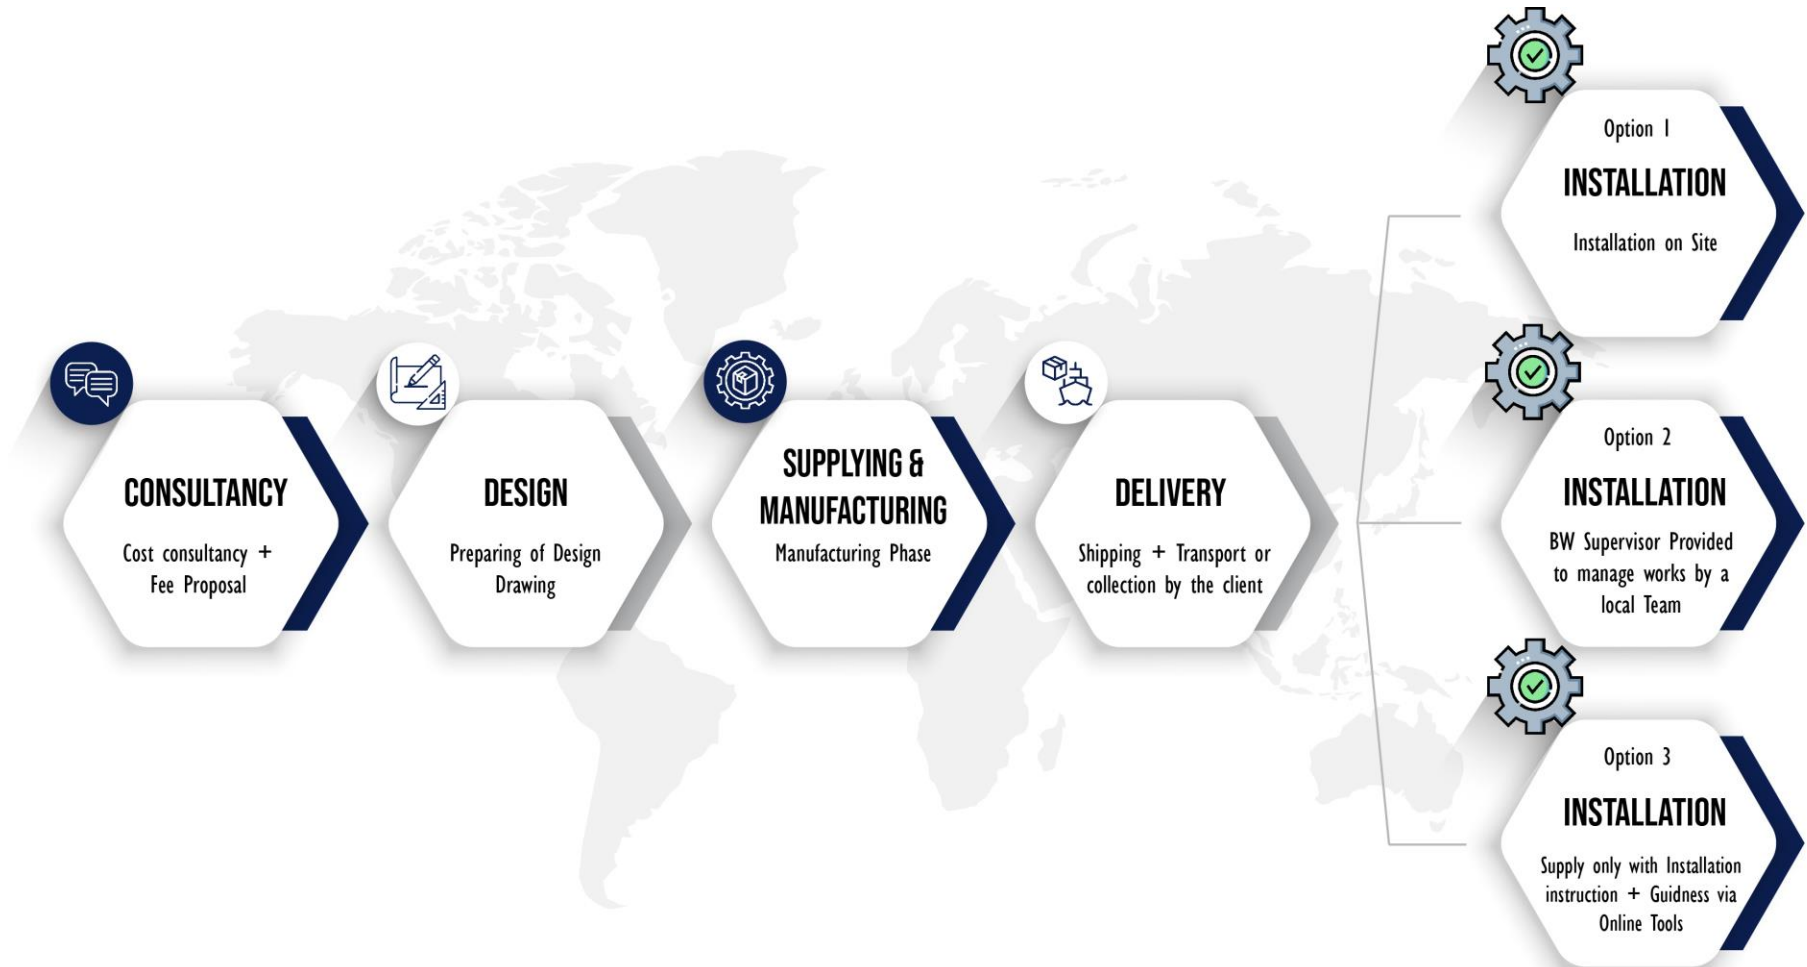 CONSULTANCY
Cost consultancy +
Fee Proposal
DESIGN
Preparing of Design
Drawing
SUPPLYING &
MANUFACTURING
Manufacturing Phase
DELIVERY
Shipping + Transport or
collection by the client
Option 1
INSTALLATION
Installation on Site
Option 2
INSTALLATION
BW Supervisor Provided
to manage works by a
local Team
Option 3
INSTALLATION
Supply only with Installation
instruction + Guidness via
Online Tools